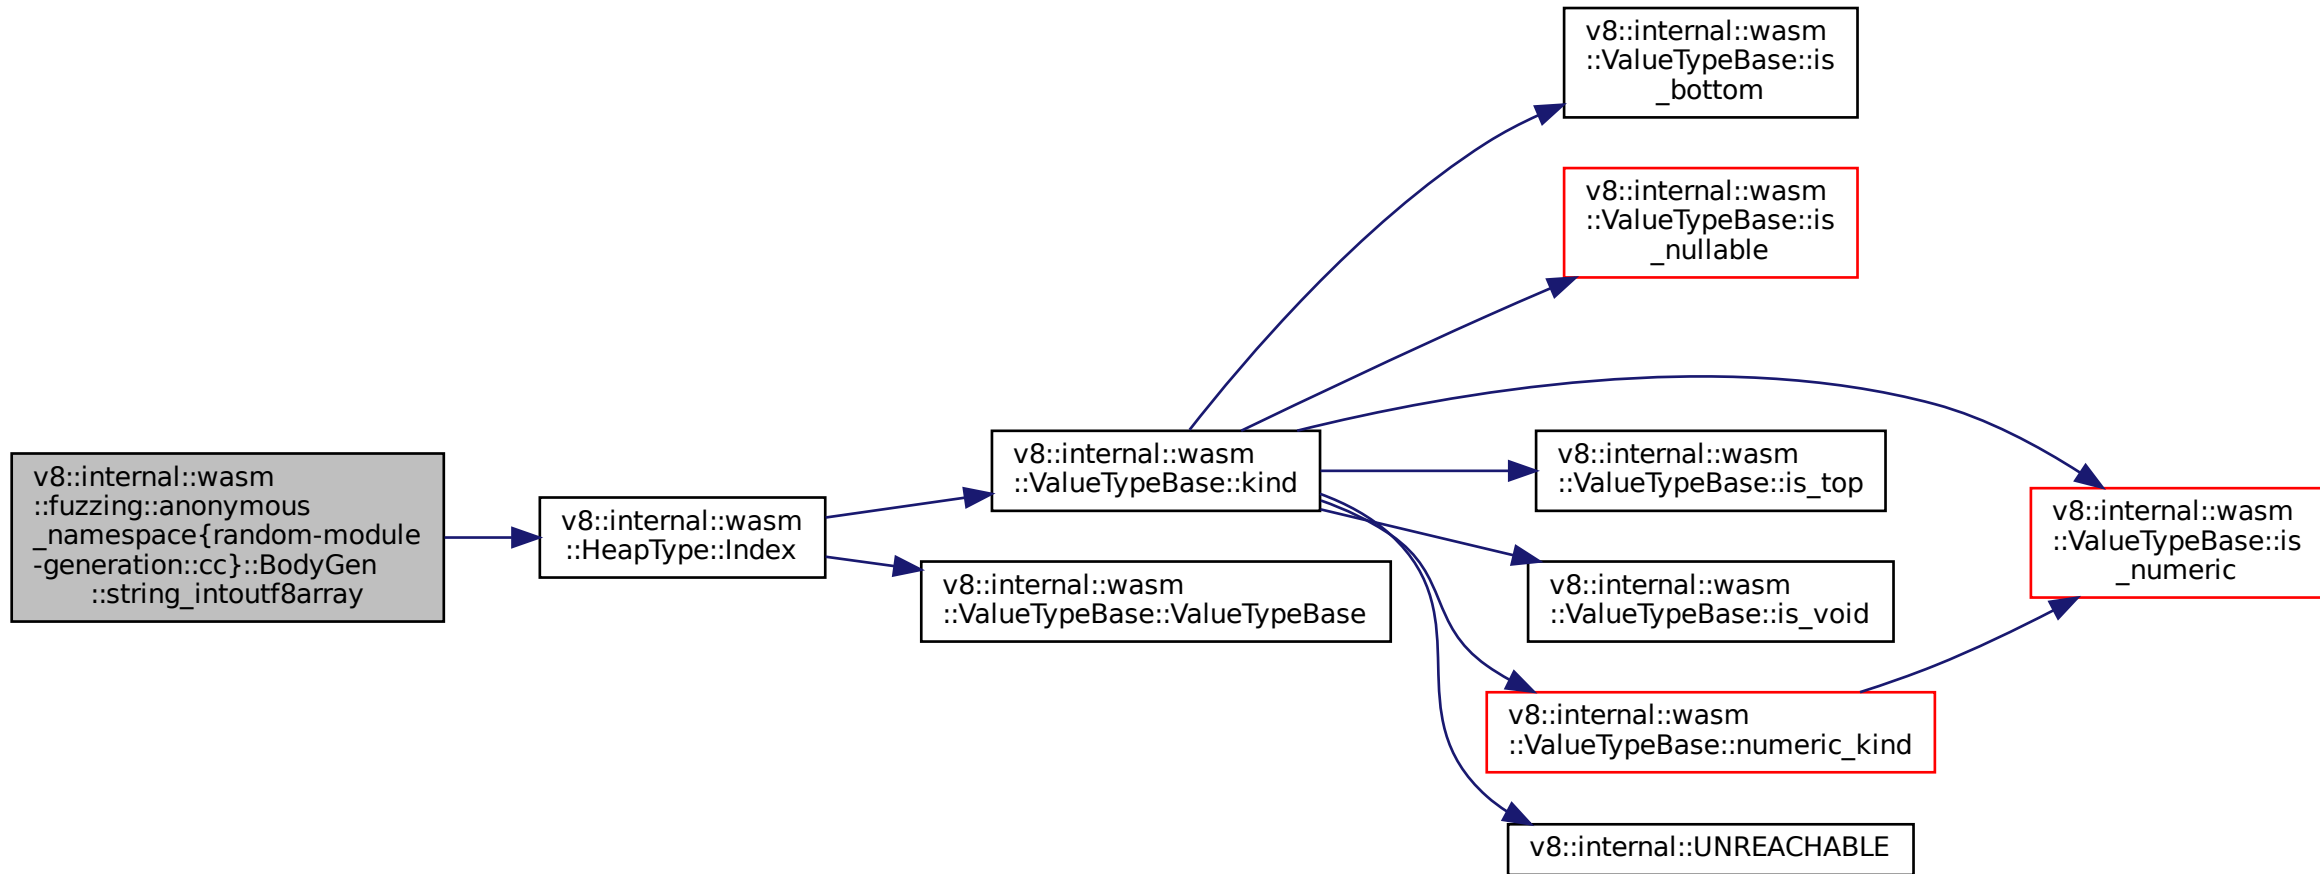 v8::internal::wasm
::fuzzing::anonymous
_namespace{random-module
-generation::cc}::BodyGen
::string_intoutf8array
v8::internal::wasm
::HeapType::Index
v8::internal::wasm
::ValueTypeBase::kind
v8::internal::wasm
::ValueTypeBase::ValueTypeBase
v8::internal::wasm
::ValueTypeBase::is
_bottom
v8::internal::wasm
::ValueTypeBase::is
_nullable
v8::internal::wasm
::ValueTypeBase::is_top
v8::internal::wasm
::ValueTypeBase::is_void
v8::internal::wasm
::ValueTypeBase::numeric_kind
v8::internal::UNREACHABLE
v8::internal::wasm
::ValueTypeBase::is
_numeric